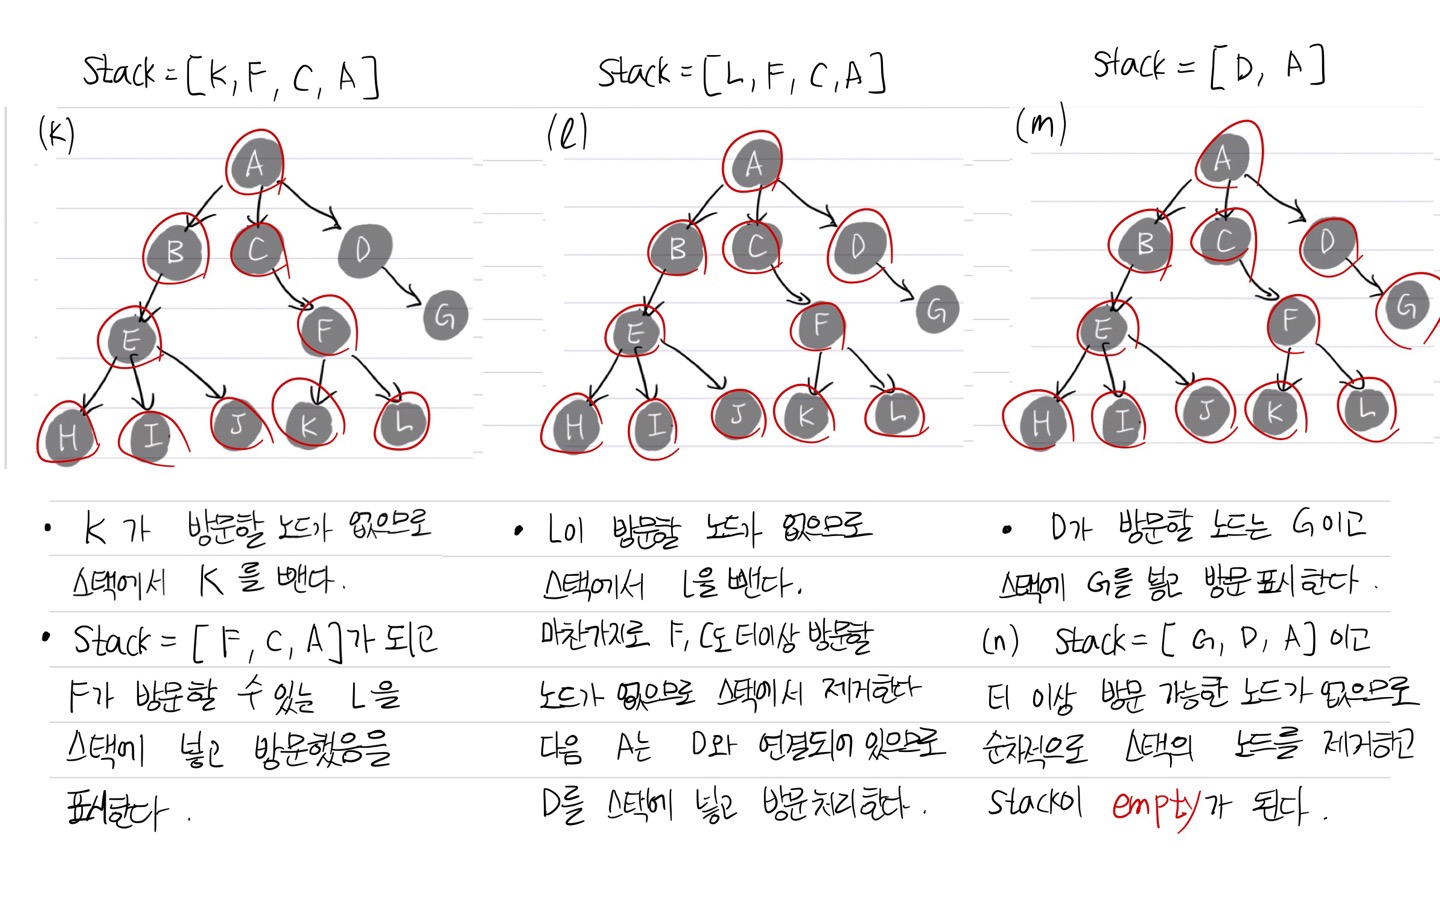 Stack = [K, F, C, A]
(k)
A
B C D
E F G
H I J K L
• K가 방문할 노드가 없으므로
스택에서 K를 뺀다.
• Stack = [F, C, A]가 되고
F가 방문할 수 있는 L을
스택에 넣고 방문했음을
표시한다.
Stack = [L, F, C, A]
(l)
A
B C D
E F G
H I J K L
• L이 방문할 노드가 없으므로
스택에서 L을 뺀다.
마찬가지로 F, C도 더이상 방문할
노드가 없으므로 스택에서 제거한다
다음 A는 D와 연결되어 있으므로
D를 스택에 넣고 방문처리한다.
Stack = [D, A]
(m)
A
B C D
E F G
H I J K L
• D가 방문할 노드는 G이고
스택에 G를 넣고 방문 표시한다.
(n) Stack = [G, D, A]이고
더 이상 방문 가능한 노드가 없으므로
순차적으로 스택의 노드를 제거하고
Stack이 empty가 된다.